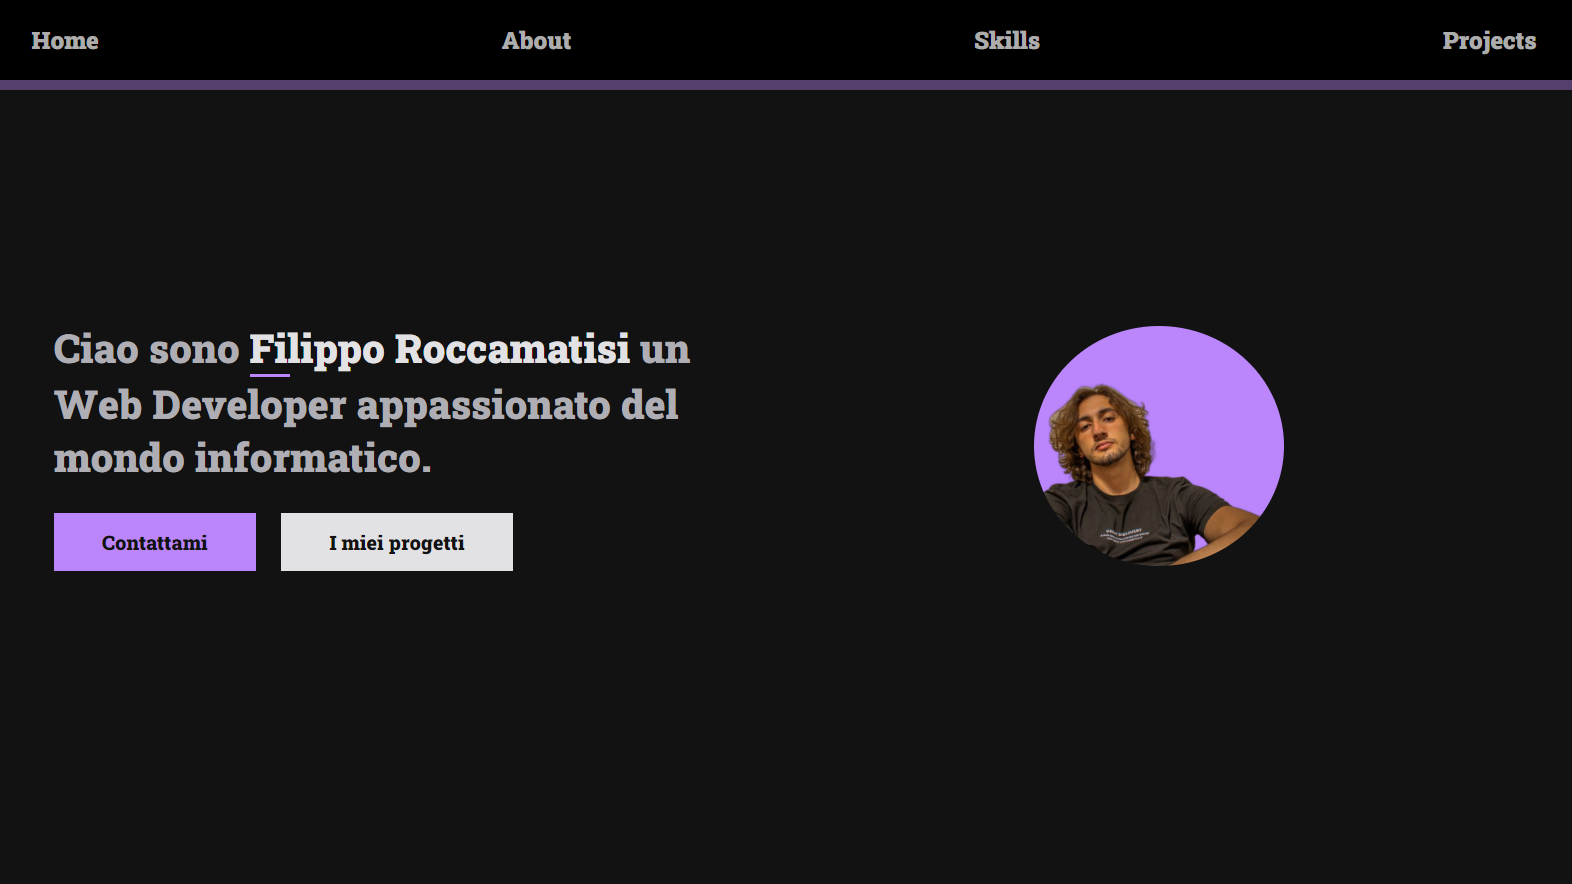 Home About Skills Projects
Ciao sono Filippo Roccamatisi un
Web Developer appassionato del
mondo informatico.
Contattami I miei progetti